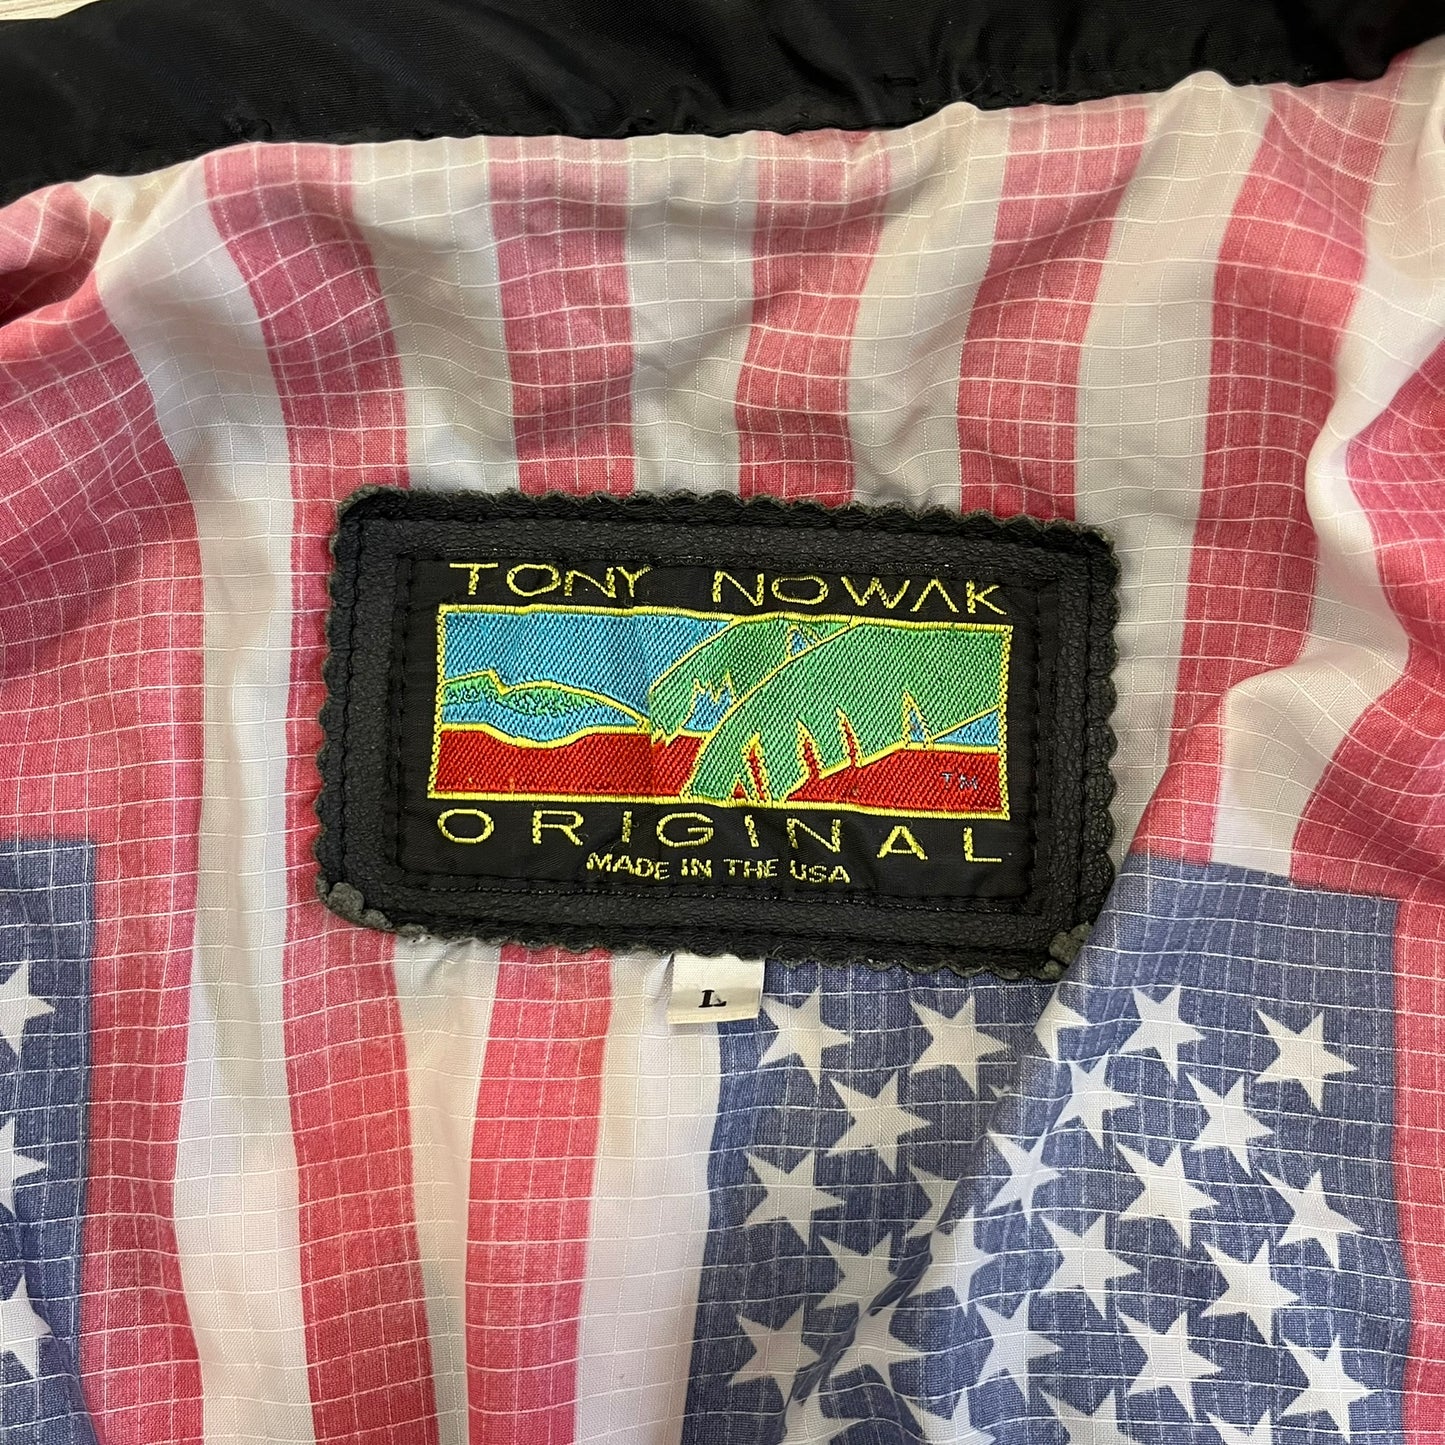 TONY NOWAK
TM
ORIGINAL
MADE IN THE USA
L